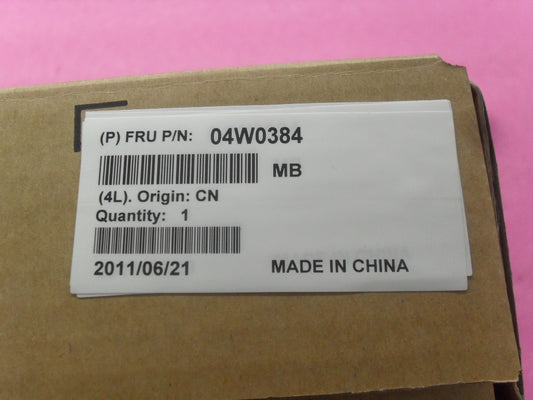 (P) FRU P/N: 04W0384
MB
(4L). Origin: CN
Quantity: 1
2011/06/21 MADE IN CHINA